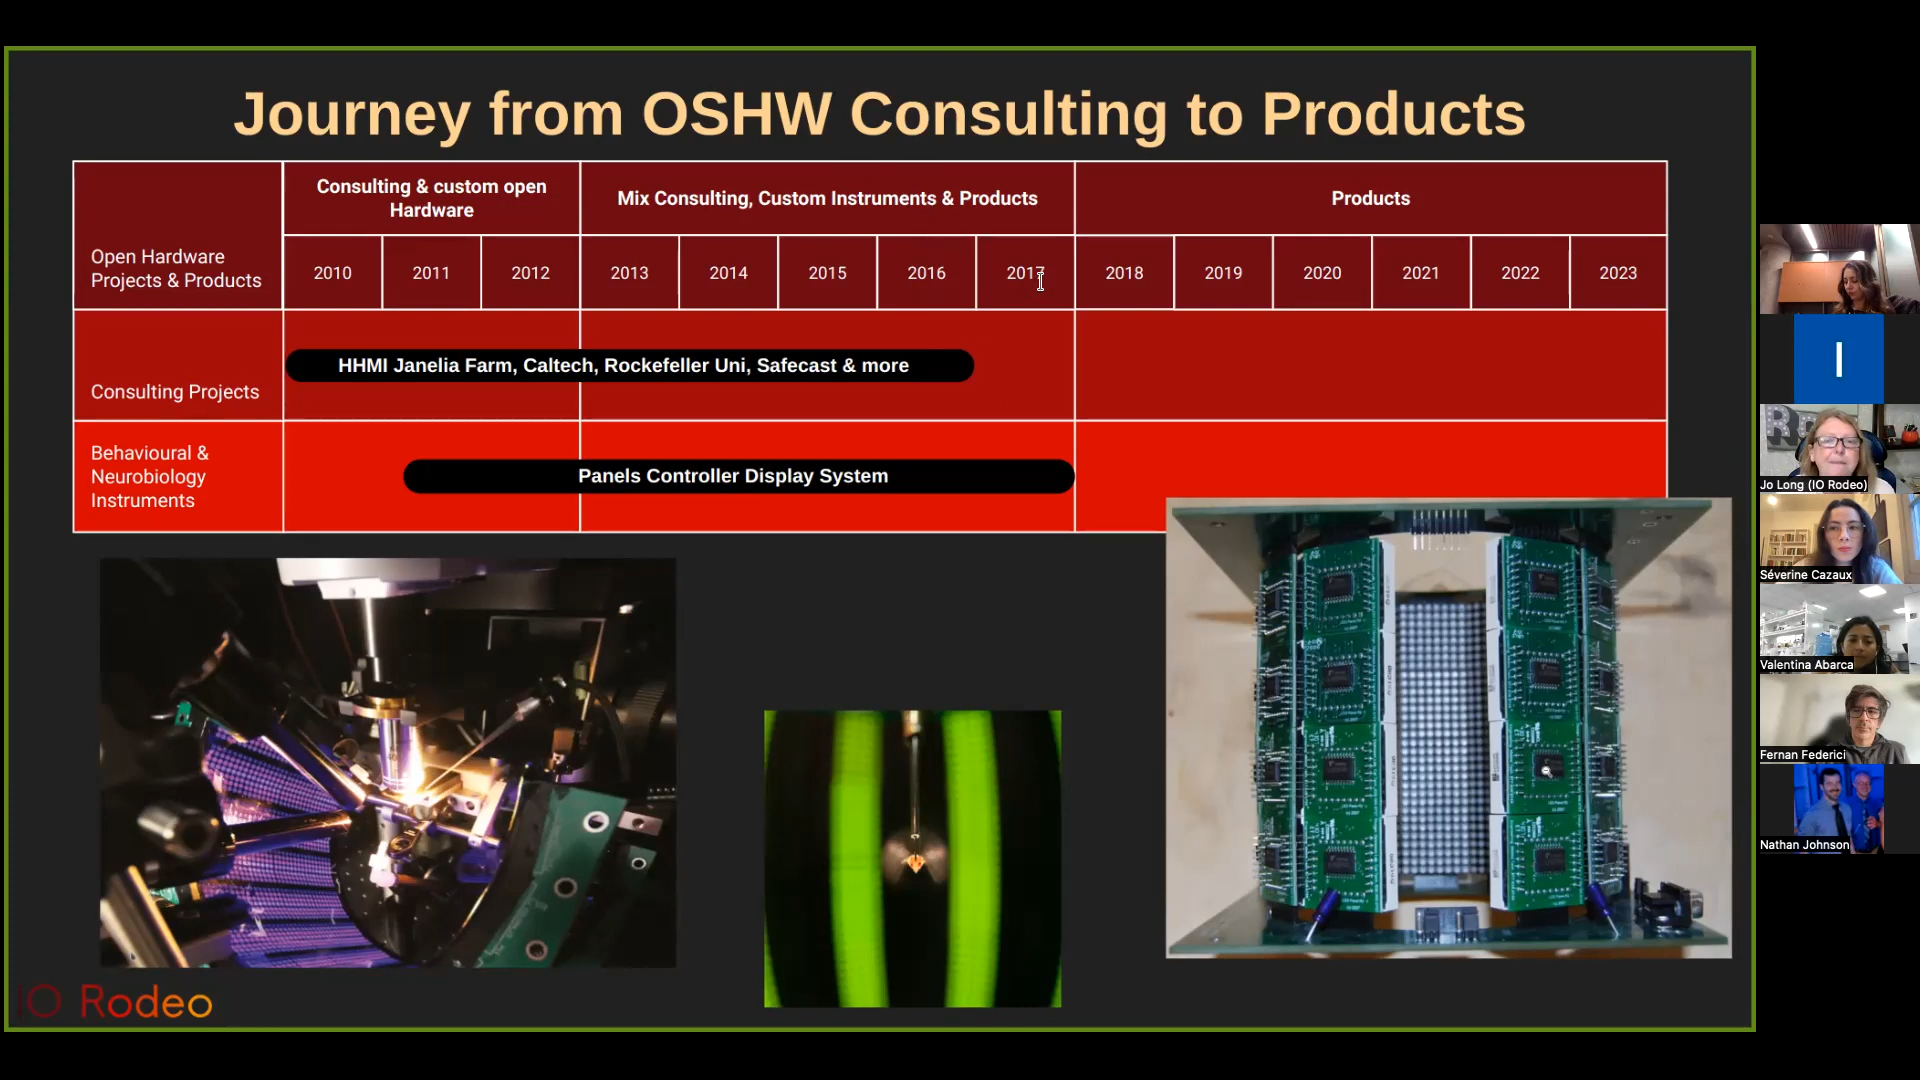 Journey from OSHW Consulting to Products
Open Hardware
Projects & Products
Consulting & custom open
Hardware
Mix Consulting, Custom Instruments & Products
Products
2010
2011
2012
2013
2014
2015
2016
2017
2018
2019
2020
2021
2022
2023
Consulting Projects
HHMI Janelia Farm, Caltech, Rockefeller Uni, Safecast & more
Behavioural &
Neurobiology
Instruments
Panels Controller Display System
IO Rodeo
I
Jo Long (IO Rodeo)
Séverine Cazaux
Valentina Abarca
Fernan Federici
Nathan Johnson